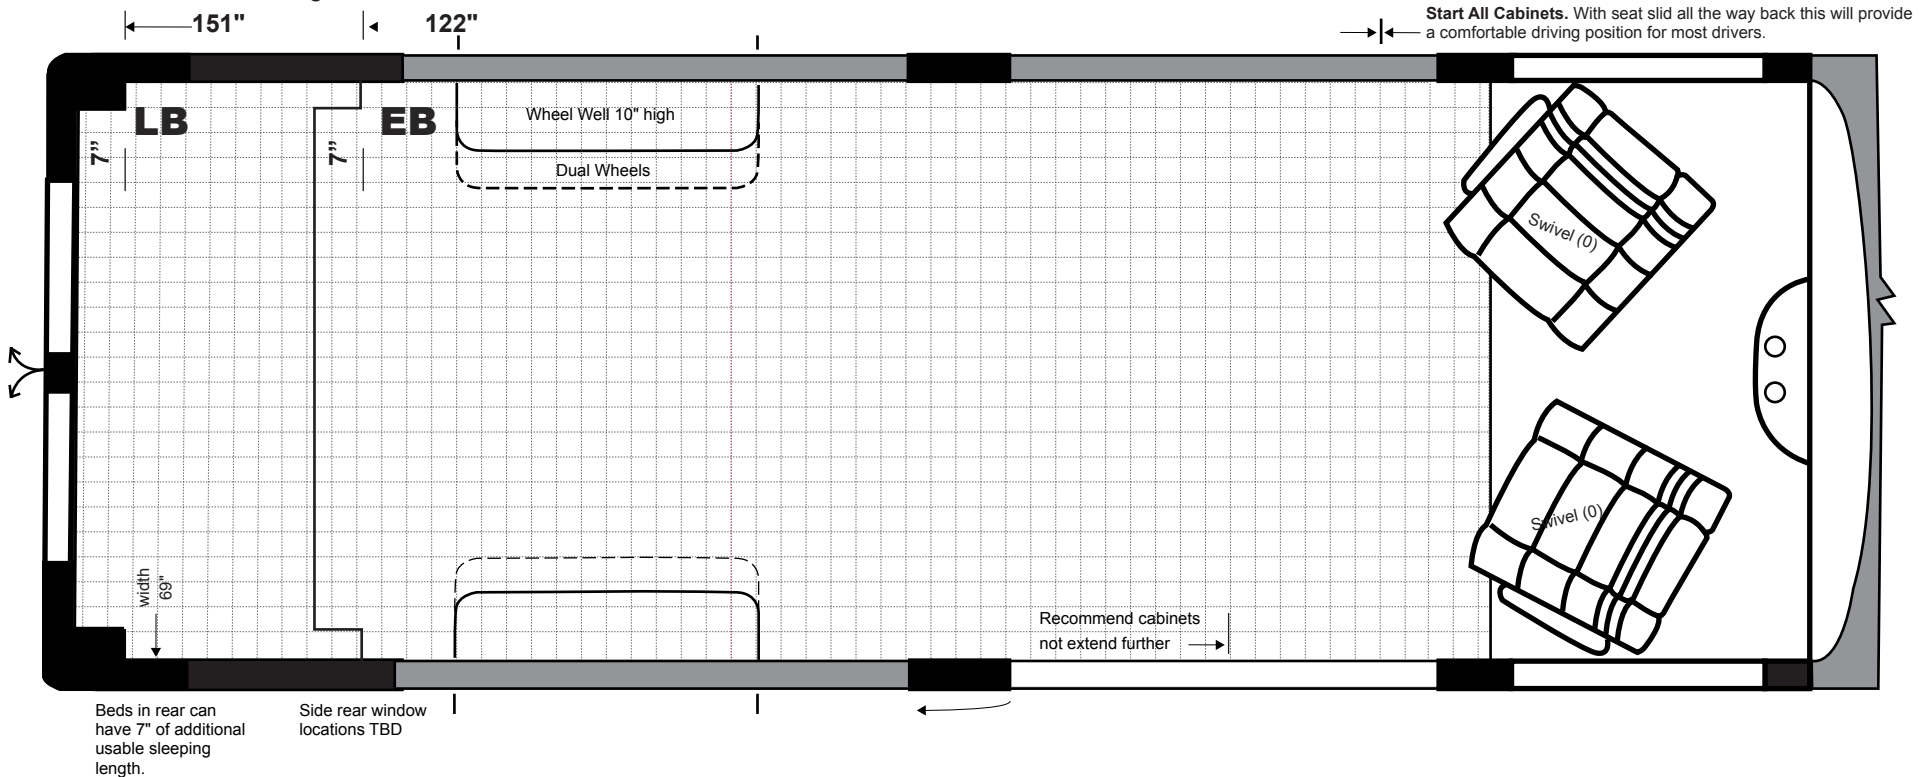 151"
122"
Start All Cabinets. With seat slid all the way back this will provide
a comfortable driving position for most drivers.
LB
EB
7”
7”
Wheel Well 10" high
Dual Wheels
Swivel (0)
Swivel (0)
width
69"
Recommend cabinets
not extend further
Beds in rear can
have 7" of additional
usable sleeping
length.
Side rear window
locations TBD